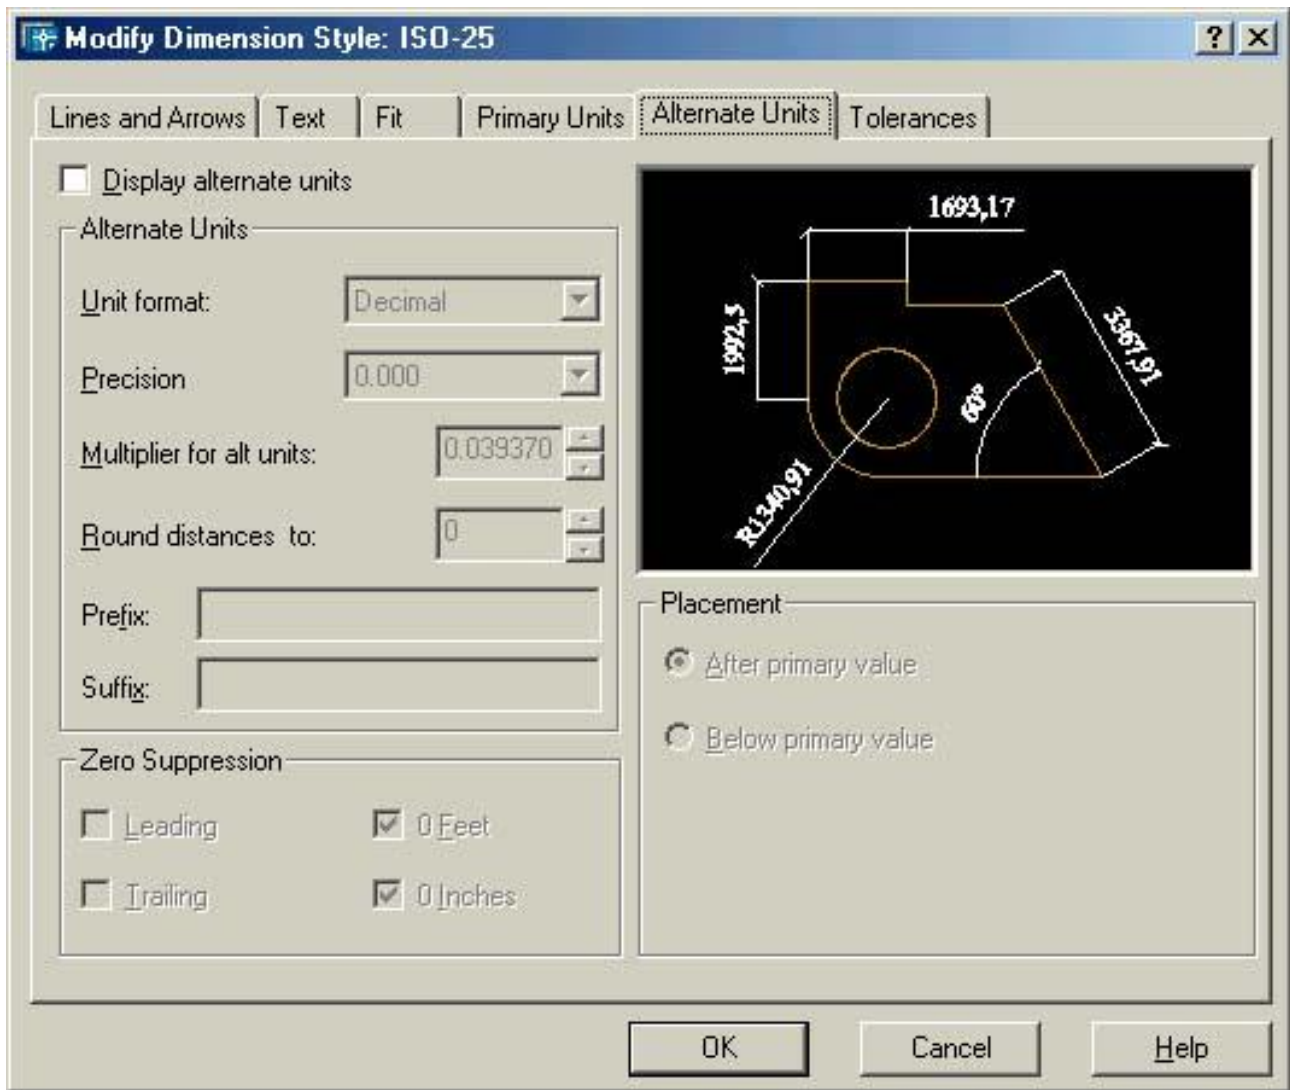 Modify Dimension Style: ISO-25
Lines and Arrows Text Fit Primary Units Alternate Units Tolerances
Display alternate units
Alternate Units
Unit format: Decimal
Precision 0.000
Multiplier for alt units: 0.039370
Round distances to: 0
Prefix:
Suffix:
Zero Suppression
Leading 0 Feet
Trailing 0 Inches
1693,17
1992,5
3367,91
60°
R1340,91
Placement
After primary value
Below primary value
OK Cancel Help